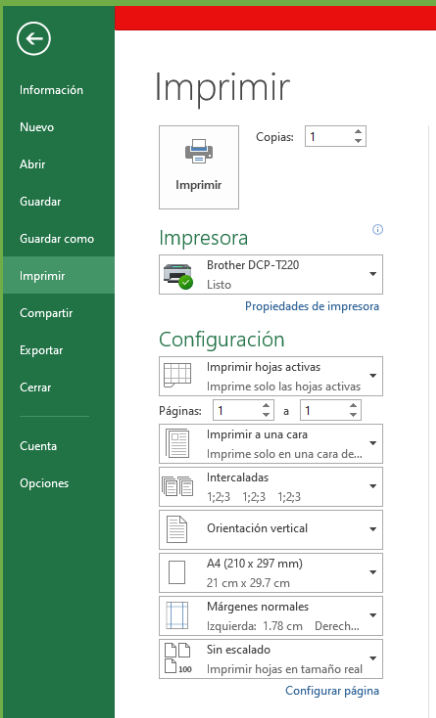 Información
Nuevo
Abrir
Guardar
Guardar como
Imprimir
Compartir
Exportar
Cerrar
Cuenta
Opciones
Imprimir
Imprimir
Copias: 1
Impresora
Brother DCP-T220
Listo
Propiedades de impresora
Configuración
Imprimir hojas activas
Imprime solo las hojas activas
Páginas: 1 a 1
Imprimir a una cara
Imprime solo en una cara de...
Intercaladas
1;2;3 1;2;3 1;2;3
Orientación vertical
A4 (210 x 297 mm)
21 cm x 29.7 cm
Márgenes normales
Izquierda: 1.78 cm Derech...
Sin escalado
100
Imprimir hojas en tamaño real
Configurar página